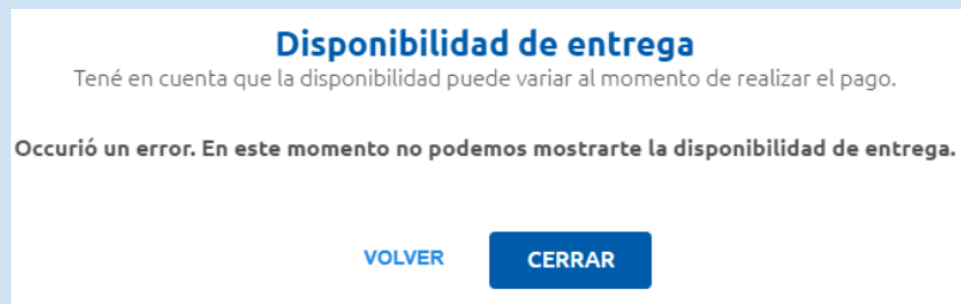 Disponibilidad de entrega
Tené en cuenta que la disponibilidad puede variar al momento de realizar el pago.
Occurió un error. En este momento no podemos mostrarte la disponibilidad de entrega.
VOLVER
CERRAR